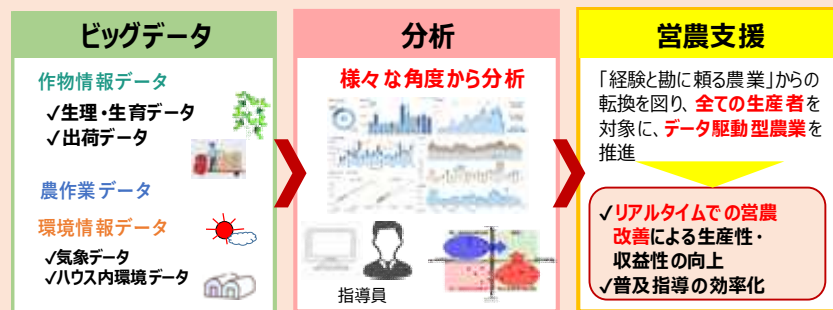 ビッグデータ
作物情報データ
✓生理・生育データ
✓出荷データ
農作業データ
環境情報データ
✓気象データ
✓ハウス内環境データ
分析
様々な角度から分析
指導員
営農支援
「経験と勘に頼る農業」からの
転換を図り、全ての生産者を
対象に、データ駆動型農業を
推進
✓リアルタイムでの営農
改善による生産性・
収益性の向上
✓普及指導の効率化